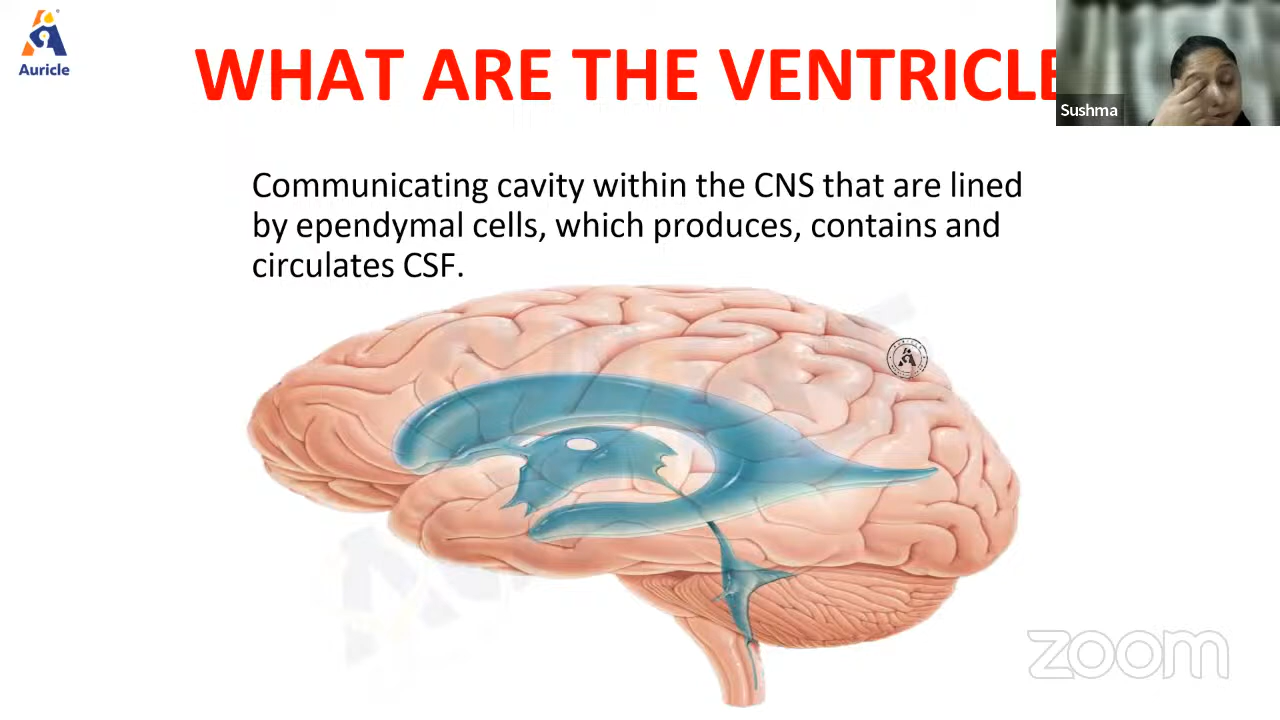 Auricle
WHAT ARE THE VENTRICLE
Sushma
Communicating cavity within the CNS that are lined
by ependymal cells, which produces, contains and
circulates CSF.
zoom